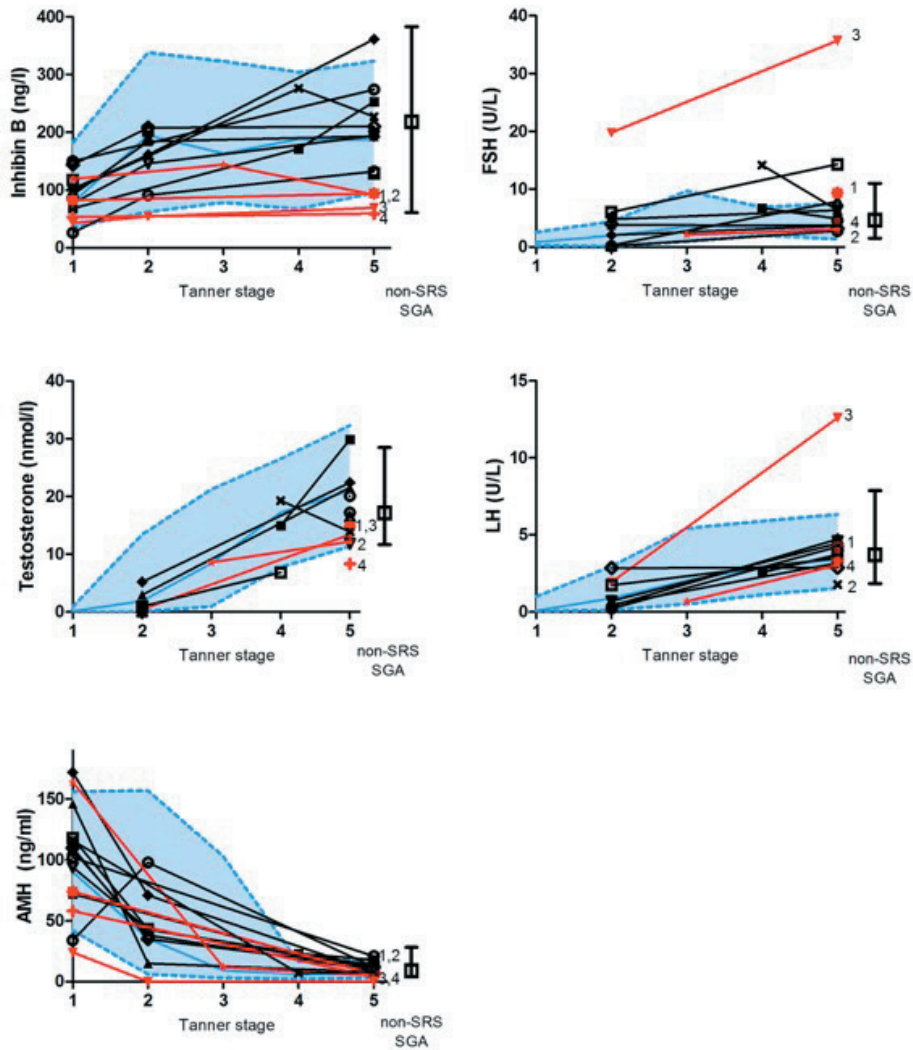 Inhibin B (ng/l)
400
300
200
100
0
1 2 3 4 5
1,2
3
4
Tanner stage
non-SRS
SGA
FSH (U/L)
40
30
20
10
0
1 2 3 4 5
3
1
4
2
Tanner stage
non-SRS
SGA
Testosterone (nmol/l)
40
30
20
10
0
1 2 3 4 5
1,3
2
4
Tanner stage
non-SRS
SGA
LH (U/L)
15
10
5
0
1 2 3 4 5
3
1
4
2
Tanner stage
non-SRS
SGA
AMH (ng/ml)
150
100
50
0
1 2 3 4 5
1,2
3,4
Tanner stage
non-SRS
SGA